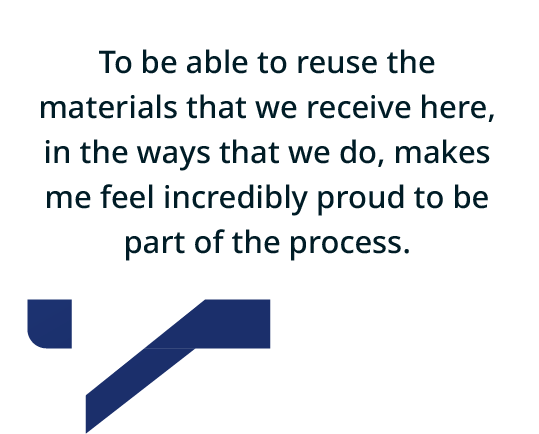 To be able to reuse the
materials that we receive here,
in the ways that we do, makes
me feel incredibly proud to be
part of the process.